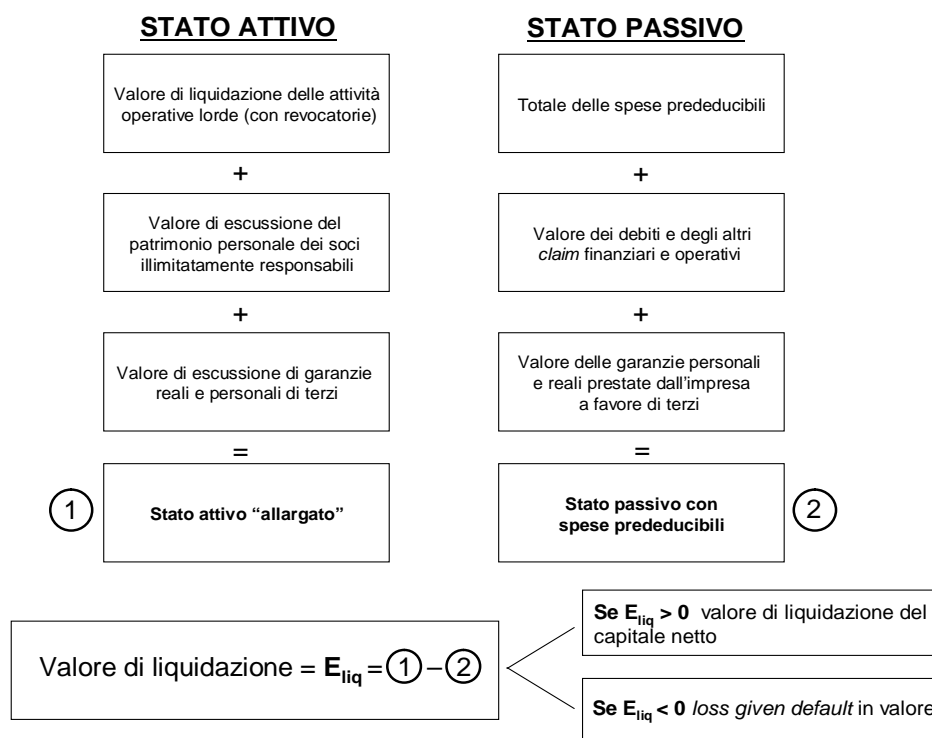 STATO ATTIVO
Valore di liquidazione delle attività
operative lorde (con revocatorie)
+
Valore di escussione del
patrimonio personale dei soci
illimitatamente responsabili
+
Valore di escussione di garanzie
reali e personali di terzi
=
1
Stato attivo “allargato”
STATO PASSIVO
Totale delle spese prededucibili
+
Valore dei debiti e degli altri
claim finanziari e operativi
+
Valore delle garanzie personali
e reali prestate dall’impresa
a favore di terzi
=
Stato passivo con
spese prededucibili
2
Valore di liquidazione = Eliq = 1 – 2
Se Eliq > 0 valore di liquidazione del
capitale netto
Se Eliq < 0 loss given default in valore